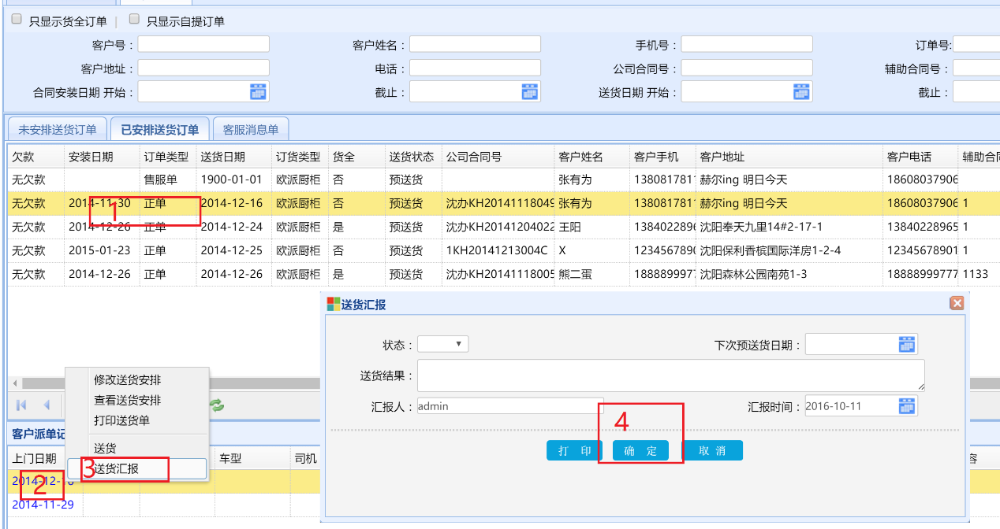 只显示货全订单 | 只显示自提订单
客户号： 客户姓名： 手机号： 订单号:
客户地址： 电话： 公司合同号： 辅助合同号：
合同安装日期 开始： 截止： 送货日期 开始： 截止：
未安排送货订单 已安排送货订单 客服消息单
欠款 安装日期 订单类型 送货日期 订货类型 货全 送货状态 公司合同号 客户姓名 客户手机 客户地址 客户电话 辅助合同
无欠款 售服单 1900-01-01 欧派厨柜 否 预送货 张有为 1380817811 赫尔ing 明日今天 18608037906
无欠款 2014-11-30 正单 2014-12-16 欧派厨柜 否 预送货 沈办KH20141118049 张有为 1380817811 赫尔ing 明日今天 18608037906 1
1
无欠款 2014-12-26 正单 2014-12-24 欧派厨柜 是 预送货 沈办KH20141204022 王阳 1384022896 沈阳奉天九里14#2-17-1 13840228965 1
无欠款 2015-01-23 正单 2014-12-25 欧派厨柜 否 预送货 1KH20141213004C X 1234567890 沈阳保利香槟国际洋房1-2-4 12345678901 1
无欠款 2014-12-26 正单 2014-12-26 欧派厨柜 是 预送货 沈办KH20141118005 熊二蛋 1888899977 沈阳森林公园南苑1-3 18888999777 1133
送货汇报
状态： 下次预送货日期：
送货结果：
汇报人： admin 汇报时间： 2016-10-11
4
打 印 确 定 取 消
修改送货安排
查看送货安排
打印送货单
送货
3 送货汇报
客户派单记
上门日期 车型 司机 容
2014-12-16
2
2014-11-29